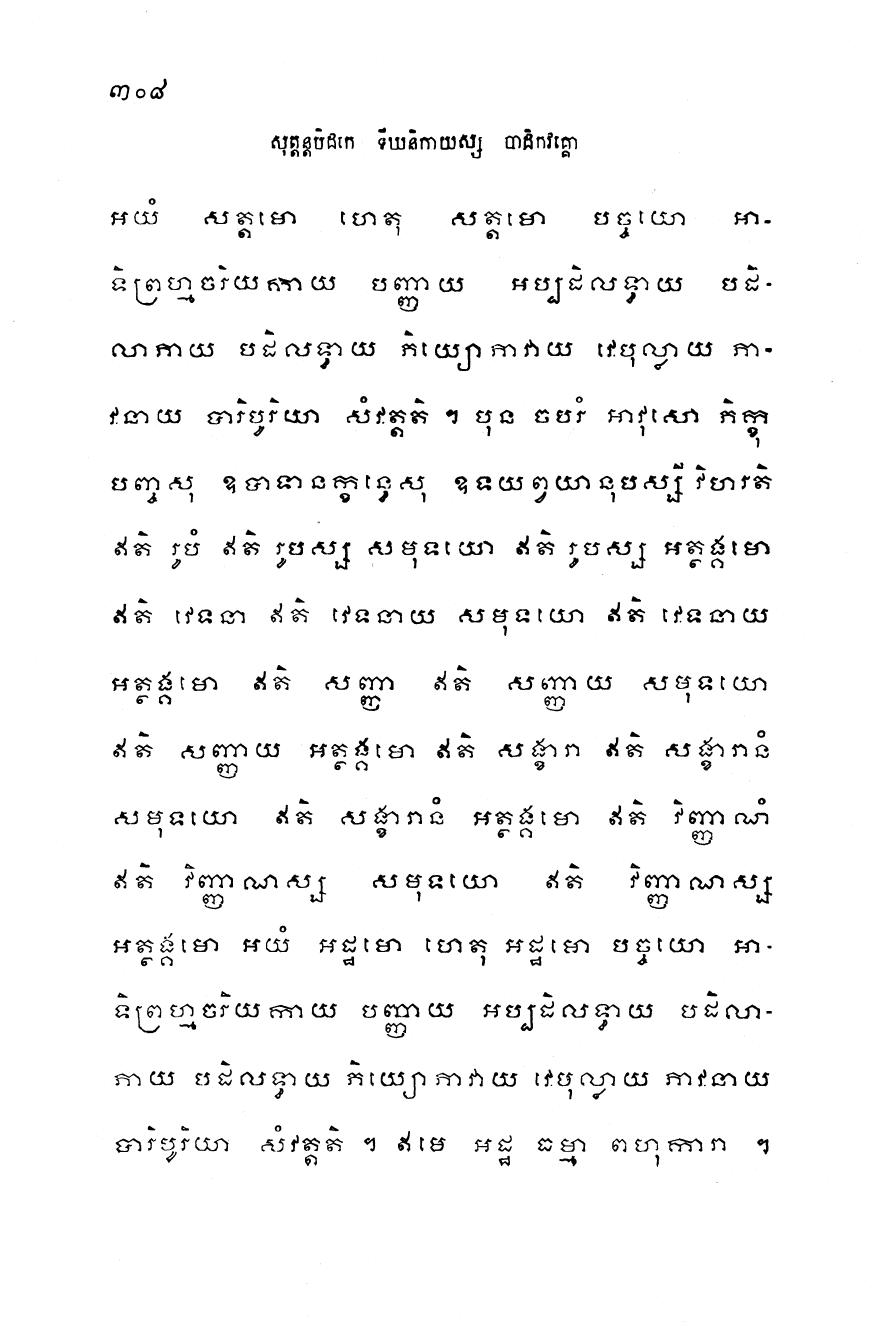 ៣០៨
សុត្តន្តបិដកេ ទីឃនិកាយស្ស បាដិកវគ្គោ
អយំ សត្តមោ ហេតុ សត្តមោ បច្ចយោ អា-
ទិព្រហ្មចរិយកាយ បញ្ញាយ អប្បដិលទ្ធាយ បដិ-
លាភាយ បដិលទ្ធាយ ភិយ្យោភាវាយ វេបុល្លាយ ភា-
វនាយ បារិបូរិយា សំវត្តតិ ។ បុន ចបរំ អាវុសោ ភិក្ខុ
បញ្ចសុ ឧបាទានក្ខន្ធេសុ ឧទយព្វយានុបស្សី វិហរតិ
ឥតិ រូបំ ឥតិ រូបស្ស សមុទយោ ឥតិ រូបស្ស អត្ថង្គមោ
ឥតិ វេទនា ឥតិ វេទនាយ សមុទយោ ឥតិ វេទនាយ
អត្ថង្គមោ ឥតិ សញ្ញា ឥតិ សញ្ញាយ សមុទយោ
ឥតិ សញ្ញាយ អត្ថង្គមោ ឥតិ សង្ខារា ឥតិ សង្ខារានំ
សមុទយោ ឥតិ សង្ខារានំ អត្ថង្គមោ ឥតិ វិញ្ញាណំ
ឥតិ វិញ្ញាណស្ស សមុទយោ ឥតិ វិញ្ញាណស្ស
អត្ថង្គមោ អយំ អដ្ឋមោ ហេតុ អដ្ឋមោ បច្ចយោ អា-
ទិព្រហ្មចរិយកាយ បញ្ញាយ អប្បដិលទ្ធាយ បដិលា-
ភាយ បដិលទ្ធាយ ភិយ្យោភាវាយ វេបុល្លាយ ភាវនាយ
បារិបូរិយា សំវត្តតិ ។ ឥមេ អដ្ឋ ធម្មា ពហុការា ។